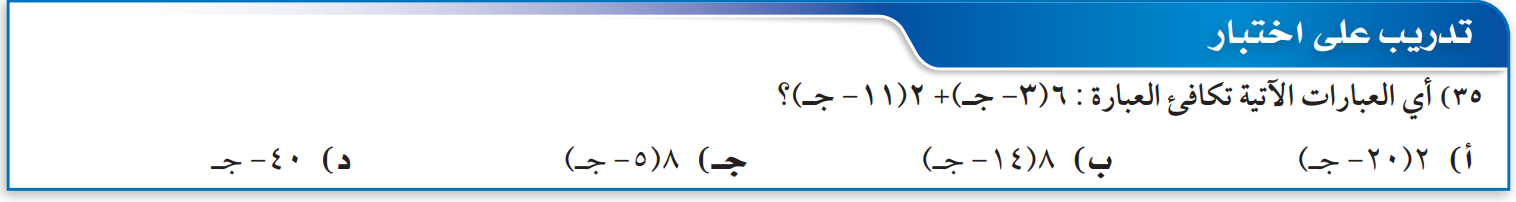 تدريب على اختبار
٣٥) أي العبارات الآتية تكافئ العبارة : ٦(٣– جـ)+ ٢(١١– جـ)؟
أ) ٢(٢٠– جـ) ب) ٨(١٤– جـ) جـ) ٨(٥– جـ) د) ٤٠– جـ